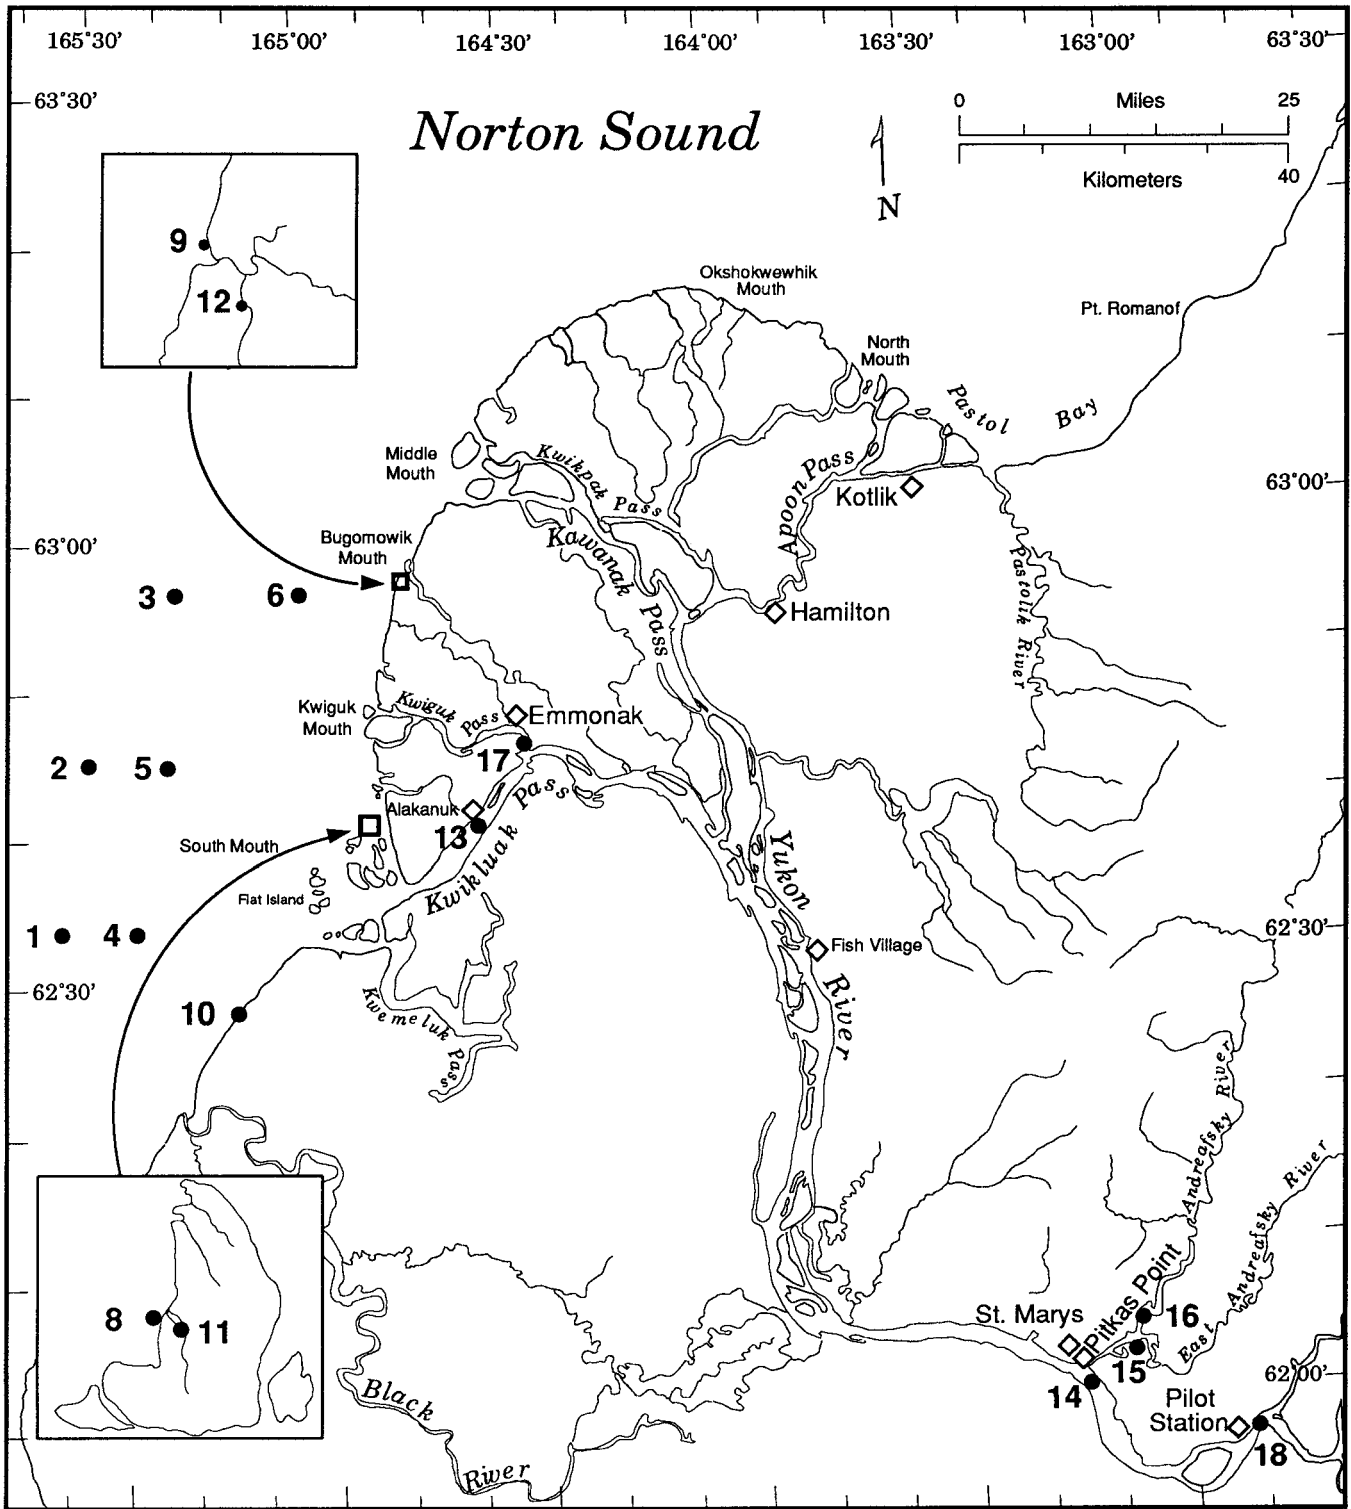 165°30'
165°00'
164°30'
164°00'
163°30'
163°00'
63°30'
63°30'
Norton Sound
0 Miles 25
Kilometers 40
N
9
12
Okshokwewhik
Mouth
Pt. Romanof
North
Mouth
Pastol Bay
Middle
Mouth
Kwikpak Pass
Apoon Pass
Kotlik
63°00'
Kawanak Pass
Bugomowik
Mouth
63°00'
3
6
Hamilton
Pastolik River
Kwiguk
Mouth
Kwiguk Pass
Emmonak
17
2
5
Alakanuk
13
South Mouth
Kwikluak Pass
Yukon River
Flat Island
1
4
Fish Village
62°30'
62°30'
10
Kwemeluk Pass
Andreafsky River
East Andreafsky River
8
11
St. Marys
Pitkas Point
16
15
14
62°00'
Pilot
Station
18
Black River